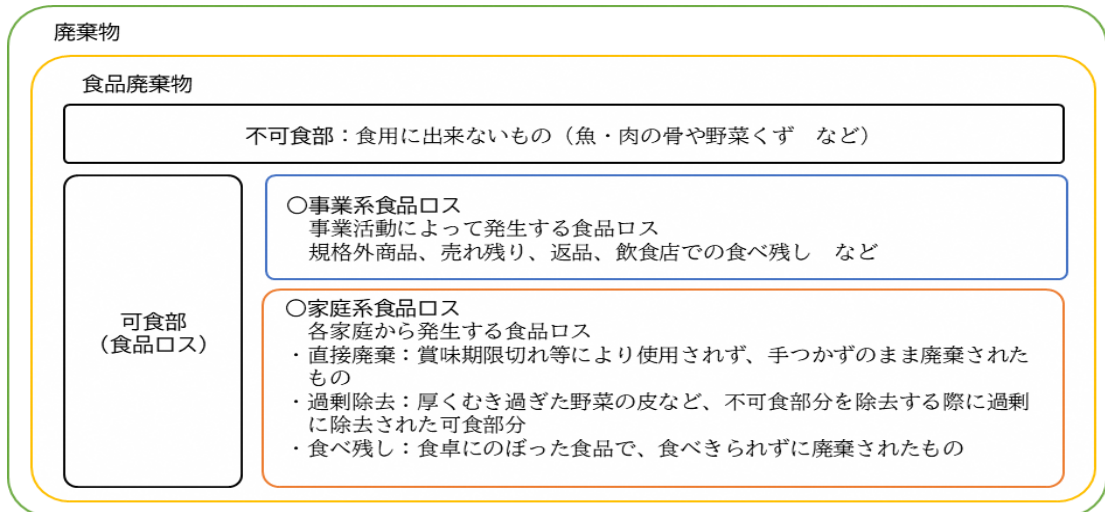 廃棄物
食品廃棄物
不可食部：食用に出来ないもの（魚・肉の骨や野菜くず　など）
可食部
（食品ロス）
〇事業系食品ロス
事業活動によって発生する食品ロス
規格外商品、売れ残り、返品、飲食店での食べ残し　など
〇家庭系食品ロス
各家庭から発生する食品ロス
・直接廃棄：賞味期限切れ等により使用されず、手つかずのまま廃棄された
もの
・過剰除去：厚くむき過ぎた野菜の皮など、不可食部分を除去する際に過剰
に除去された可食部分
・食べ残し：食卓にのぼった食品で、食べきられずに廃棄されたもの